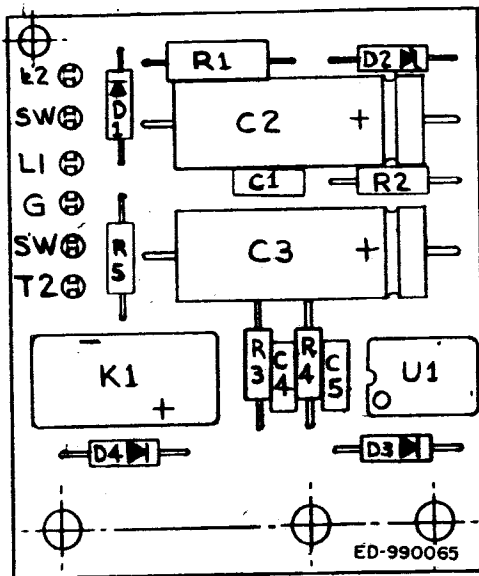 R1
D2
L2
SW
D1
C2
+
L1
C1
R2
G
SW
R5
C3
+
T2
-
K1
+
R3
C4
R4
C5
U1
D4
D3
ED-990065